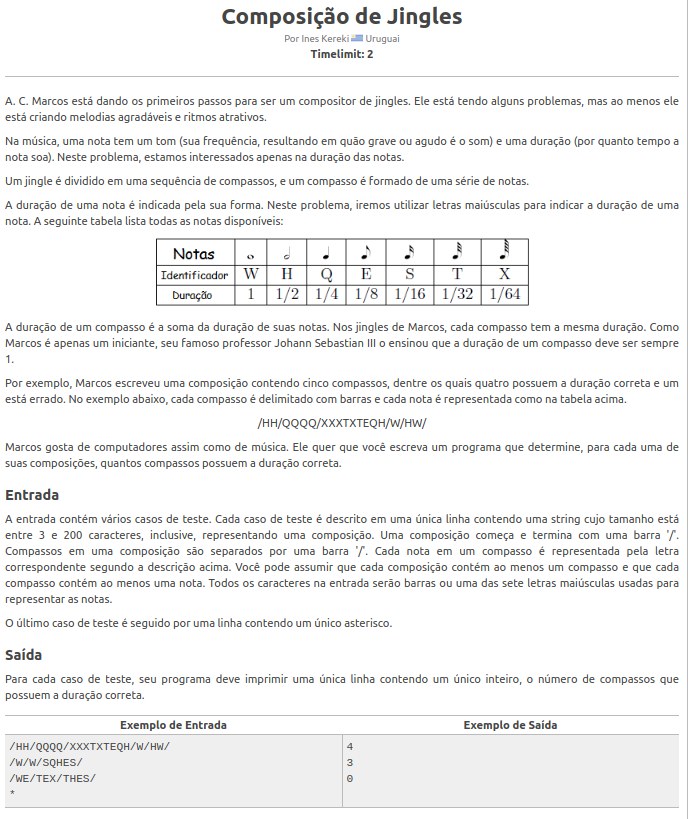 Composição de Jingles
Por Ines Kereki Uruguai
Timelimit: 2
A. C. Marcos está dando os primeiros passos para ser um compositor de jingles. Ele está tendo alguns problemas, mas ao menos ele
está criando melodias agradáveis e ritmos atrativos.
Na música, uma nota tem um tom (sua frequência, resultando em quão grave ou agudo é o som) e uma duração (por quanto tempo a
nota soa). Neste problema, estamos interessados apenas na duração das notas.
Um jingle é dividido em uma sequência de compassos, e um compasso é formado de uma série de notas.
A duração de uma nota é indicada pela sua forma. Neste problema, iremos utilizar letras maiúsculas para indicar a duração de uma
nota. A seguinte tabela lista todas as notas disponíveis:
Notas
Identificador W H Q E S T X
Duração 1 1/2 1/4 1/8 1/16 1/32 1/64
A duração de um compasso é a soma da duração de suas notas. Nos jingles de Marcos, cada compasso tem a mesma duração. Como
Marcos é apenas um iniciante, seu famoso professor Johann Sebastian III o ensinou que a duração de um compasso deve ser sempre
1.
Por exemplo, Marcos escreveu uma composição contendo cinco compassos, dentre os quais quatro possuem a duração correta e um
está errado. No exemplo abaixo, cada compasso é delimitado com barras e cada nota é representada como na tabela acima.
/HH/QQQQ/XXXTXTEQH/W/HW/
Marcos gosta de computadores assim como de música. Ele quer que você escreva um programa que determine, para cada uma de
suas composições, quantos compassos possuem a duração correta.
Entrada
A entrada contém vários casos de teste. Cada caso de teste é descrito em uma única linha contendo uma string cujo tamanho está
entre 3 e 200 caracteres, inclusive, representando uma composição. Uma composição começa e termina com uma barra '/'.
Compassos em uma composição são separados por uma barra '/'. Cada nota em um compasso é representada pela letra
correspondente segundo a descrição acima. Você pode assumir que cada composição contém ao menos um compasso e que cada
compasso contém ao menos uma nota. Todos os caracteres na entrada serão barras ou uma das sete letras maiúsculas usadas para
representar as notas.
O último caso de teste é seguido por uma linha contendo um único asterisco.
Saída
Para cada caso de teste, seu programa deve imprimir uma única linha contendo um único inteiro, o número de compassos que
possuem a duração correta.
Exemplo de Entrada Exemplo de Saída
/HH/QQQQ/XXXTXTEQH/W/HW/ 4
/W/W/SQHES/ 3
/WE/TEX/THES/ 0
*